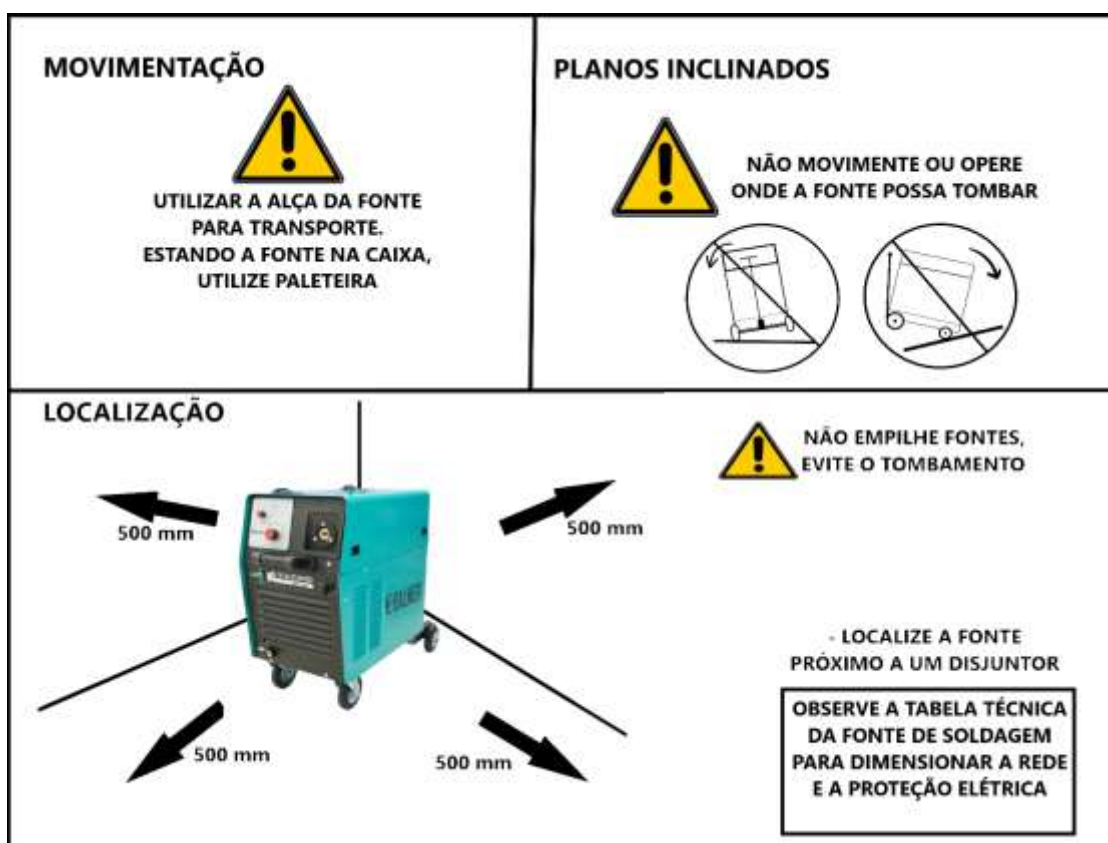 MOVIMENTAÇÃO
UTILIZAR A ALÇA DA FONTE
PARA TRANSPORTE.
ESTANDO A FONTE NA CAIXA,
UTILIZE PALETEIRA
PLANOS INCLINADOS
NÃO MOVIMENTE OU OPERE
ONDE A FONTE POSSA TOMBAR
LOCALIZAÇÃO
500 mm
500 mm
500 mm
500 mm
BALMER
NÃO EMPILHE FONTES,
EVITE O TOMBAMENTO
- LOCALIZE A FONTE
PRÓXIMO A UM DISJUNTOR
OBSERVE A TABELA TÉCNICA
DA FONTE DE SOLDAGEM
PARA DIMENSIONAR A REDE
E A PROTEÇÃO ELÉTRICA